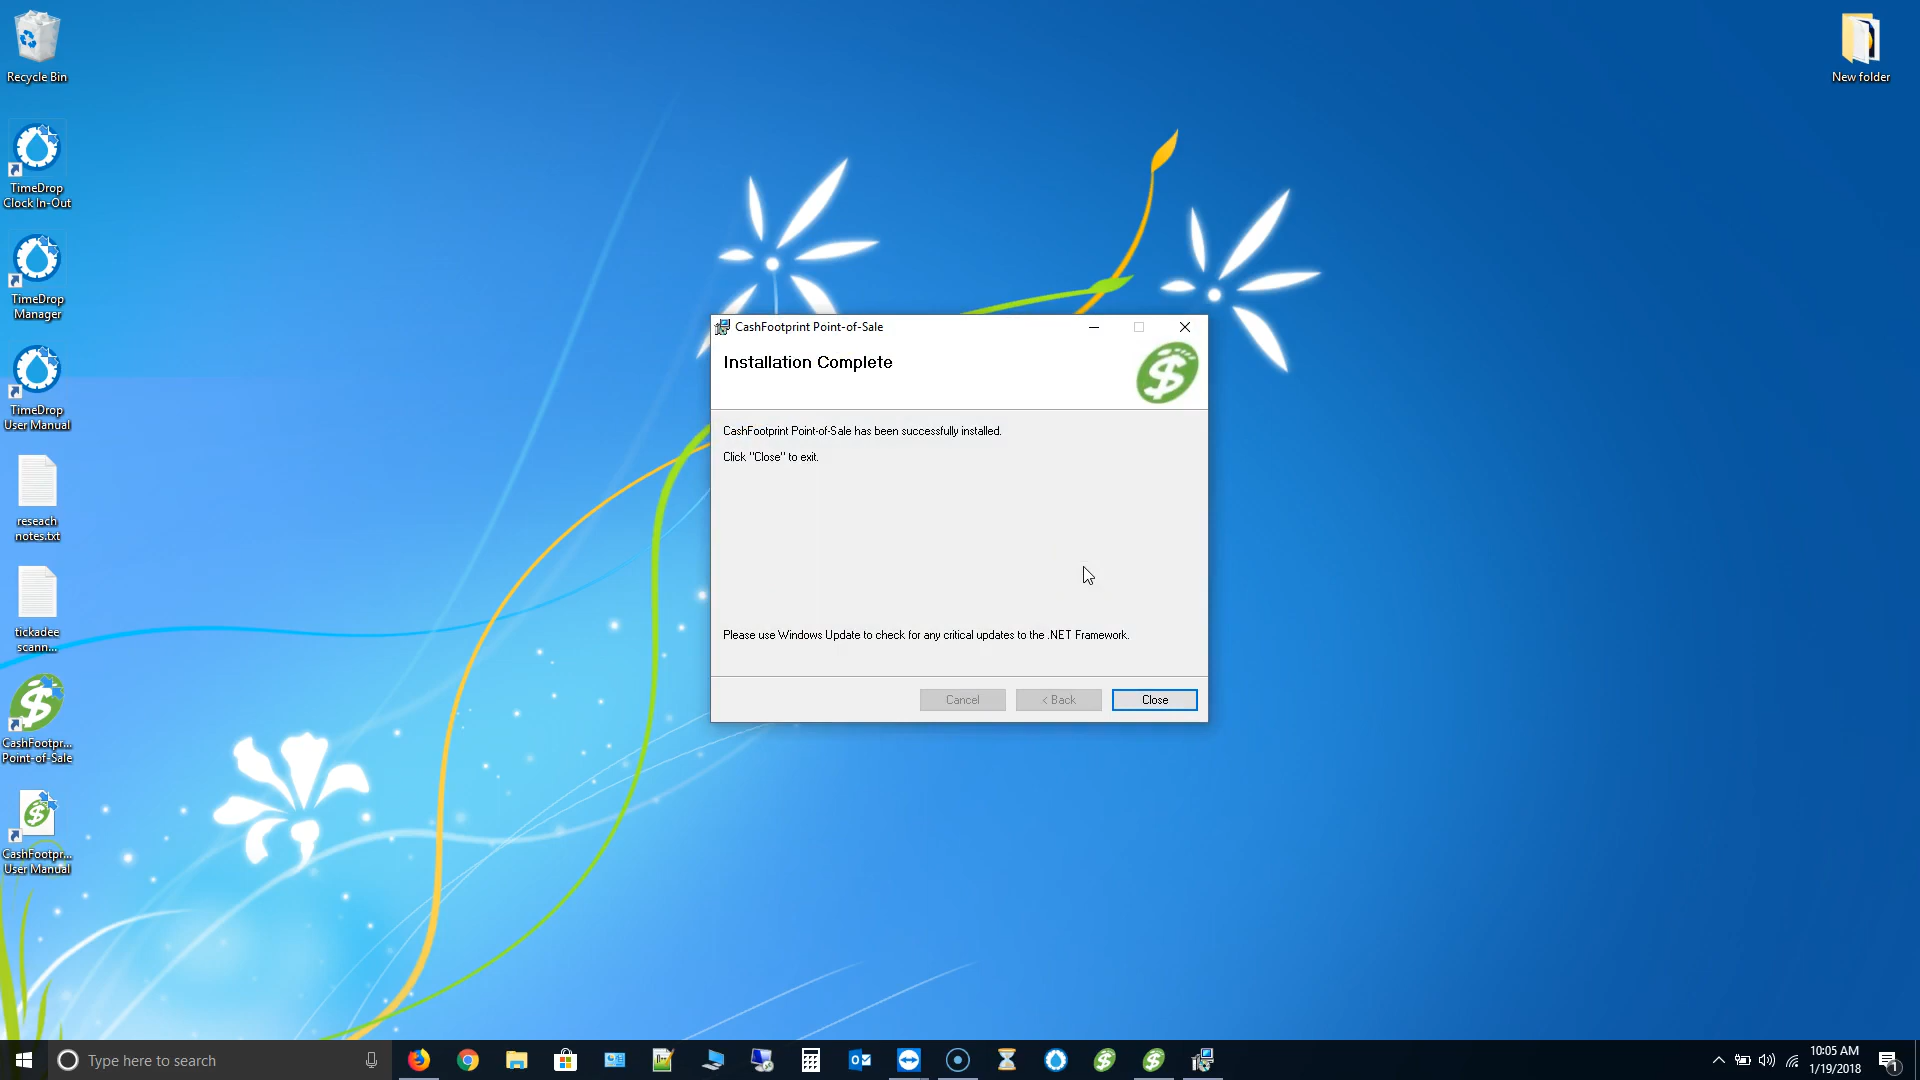 Recycle Bin
New folder
TimeDrop
Clock In-Out
TimeDrop
Manager
TimeDrop
User Manual
reseach
notes.txt
tickadee
scann...
CashFootpr...
Point-of-Sale
CashFootpr...
User Manual
CashFootprint Point-of-Sale
Installation Complete
CashFootprint Point-of-Sale has been successfully installed.
Click "Close" to exit.
Please use Windows Update to check for any critical updates to the .NET Framework.
Cancel
< Back
Close
Type here to search
10:05 AM
1/19/2018
1